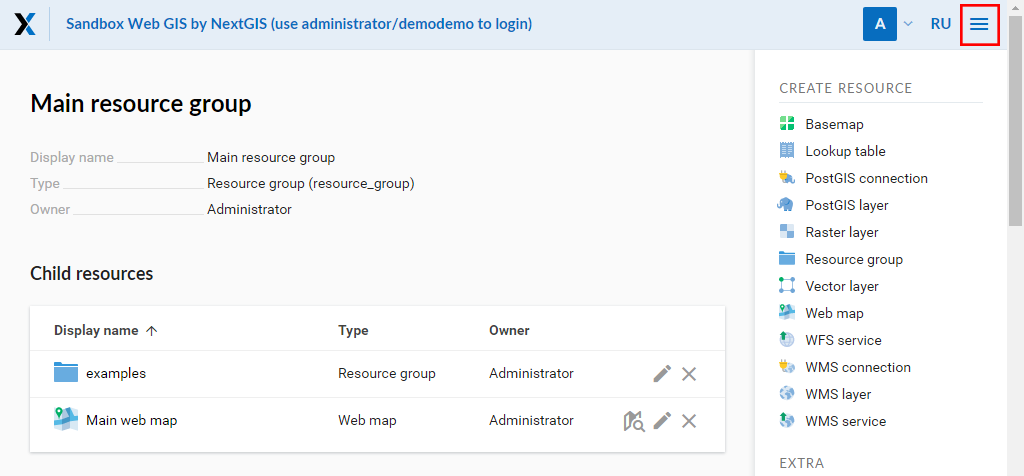 Sandbox Web GIS by NextGIS (use administrator/demodemo to login)
A
RU
Main resource group
Display name Main resource group
Type Resource group (resource_group)
Owner Administrator
Child resources
Display name Type Owner
examples Resource group Administrator
Main web map Web map Administrator
CREATE RESOURCE
Basemap
Lookup table
PostGIS connection
PostGIS layer
Raster layer
Resource group
Vector layer
Web map
WFS service
WMS connection
WMS layer
WMS service
EXTRA